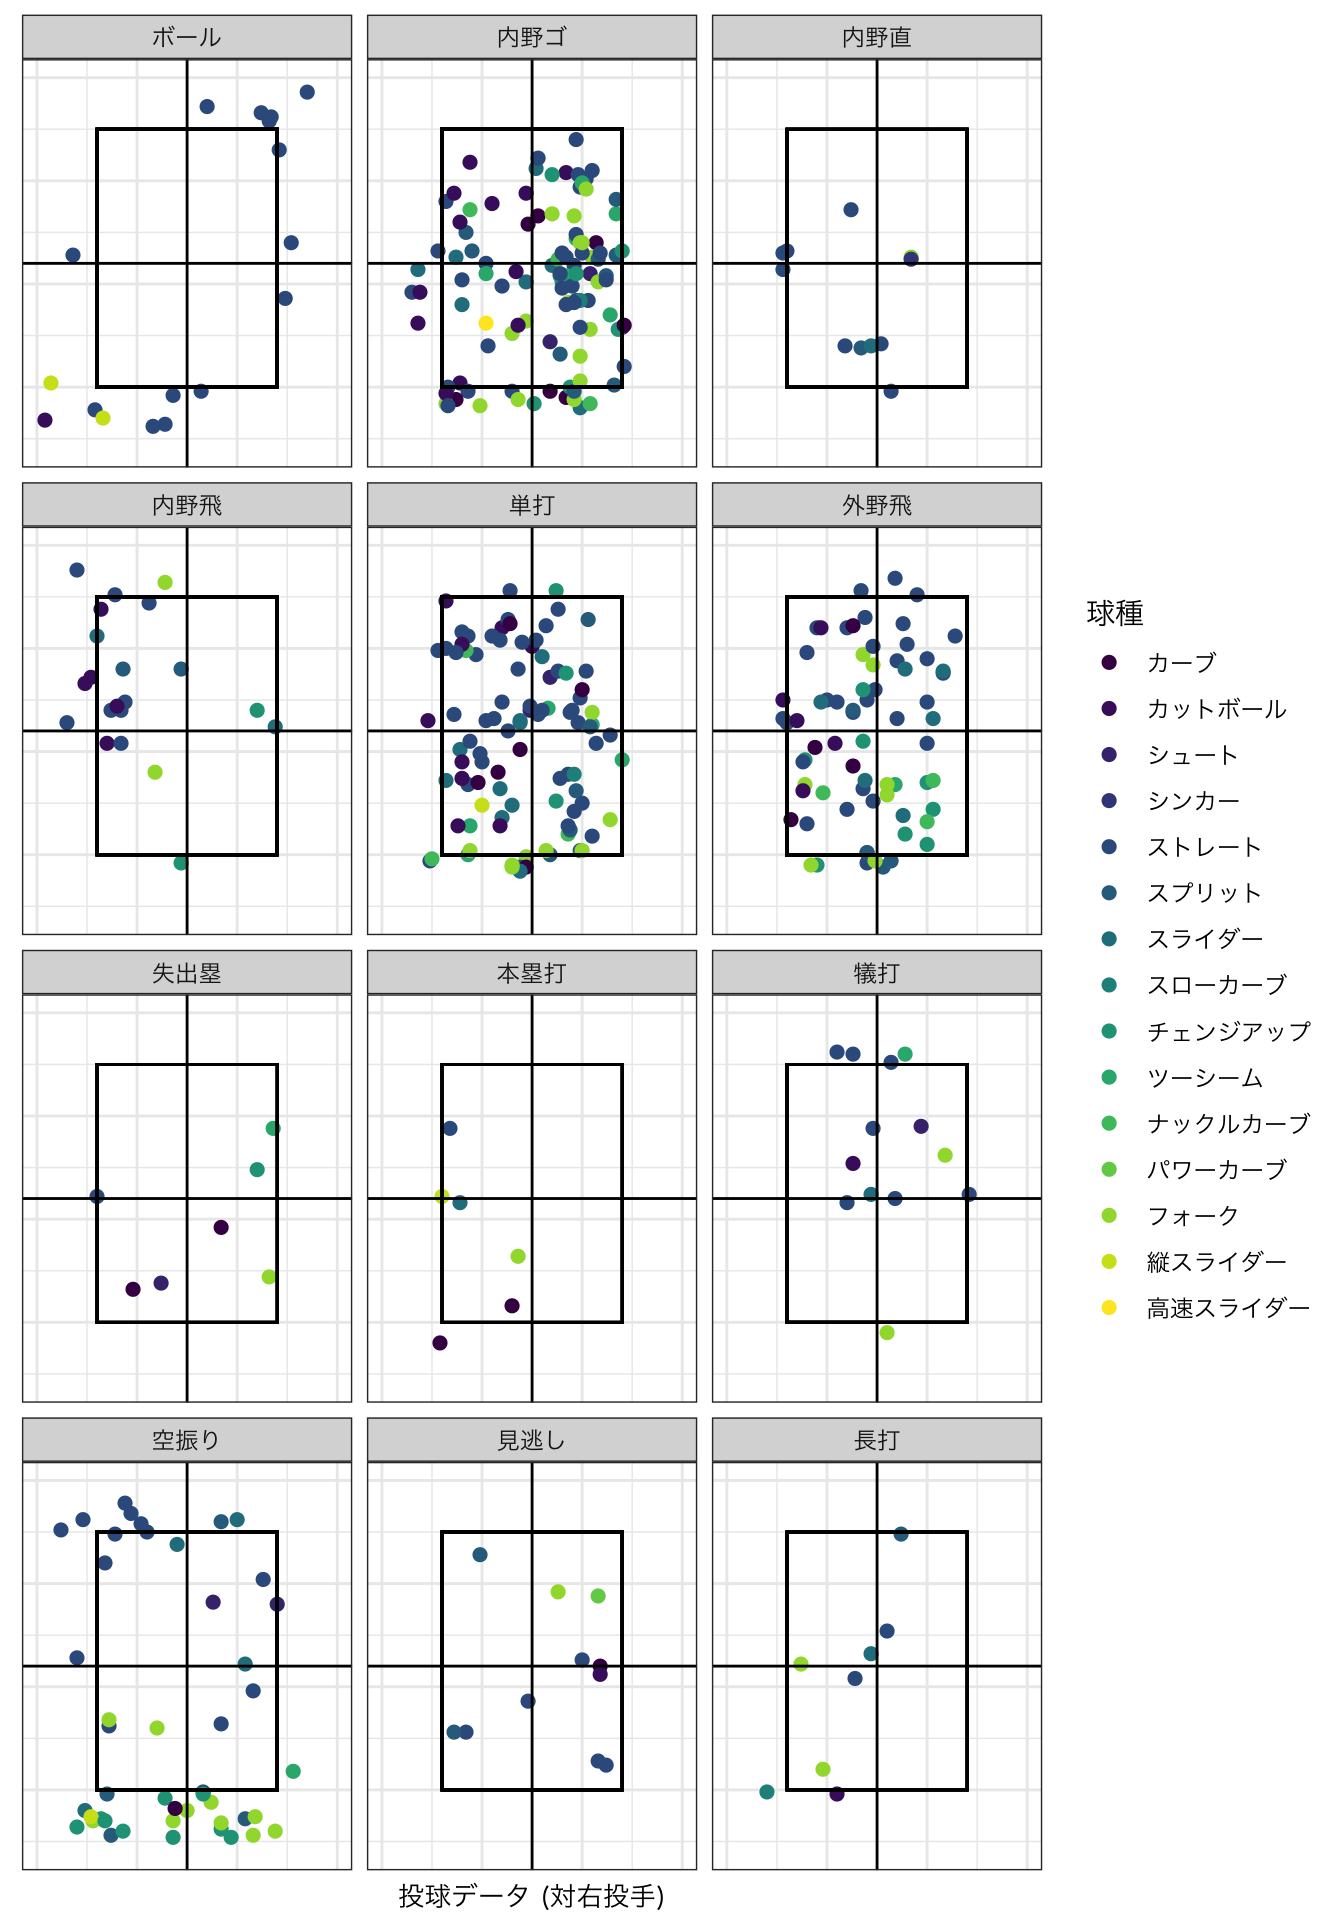 ボール
内野ゴ
内野直
内野飛
単打
外野飛
失出塁
本塁打
犠打
空振り
見逃し
長打
投球データ (対右投手)
球種
カーブ
カットボール
シュート
シンカー
ストレート
スプリット
スライダー
スローカーブ
チェンジアップ
ツーシーム
ナックルカーブ
パワーカーブ
フォーク
縦スライダー
高速スライダー